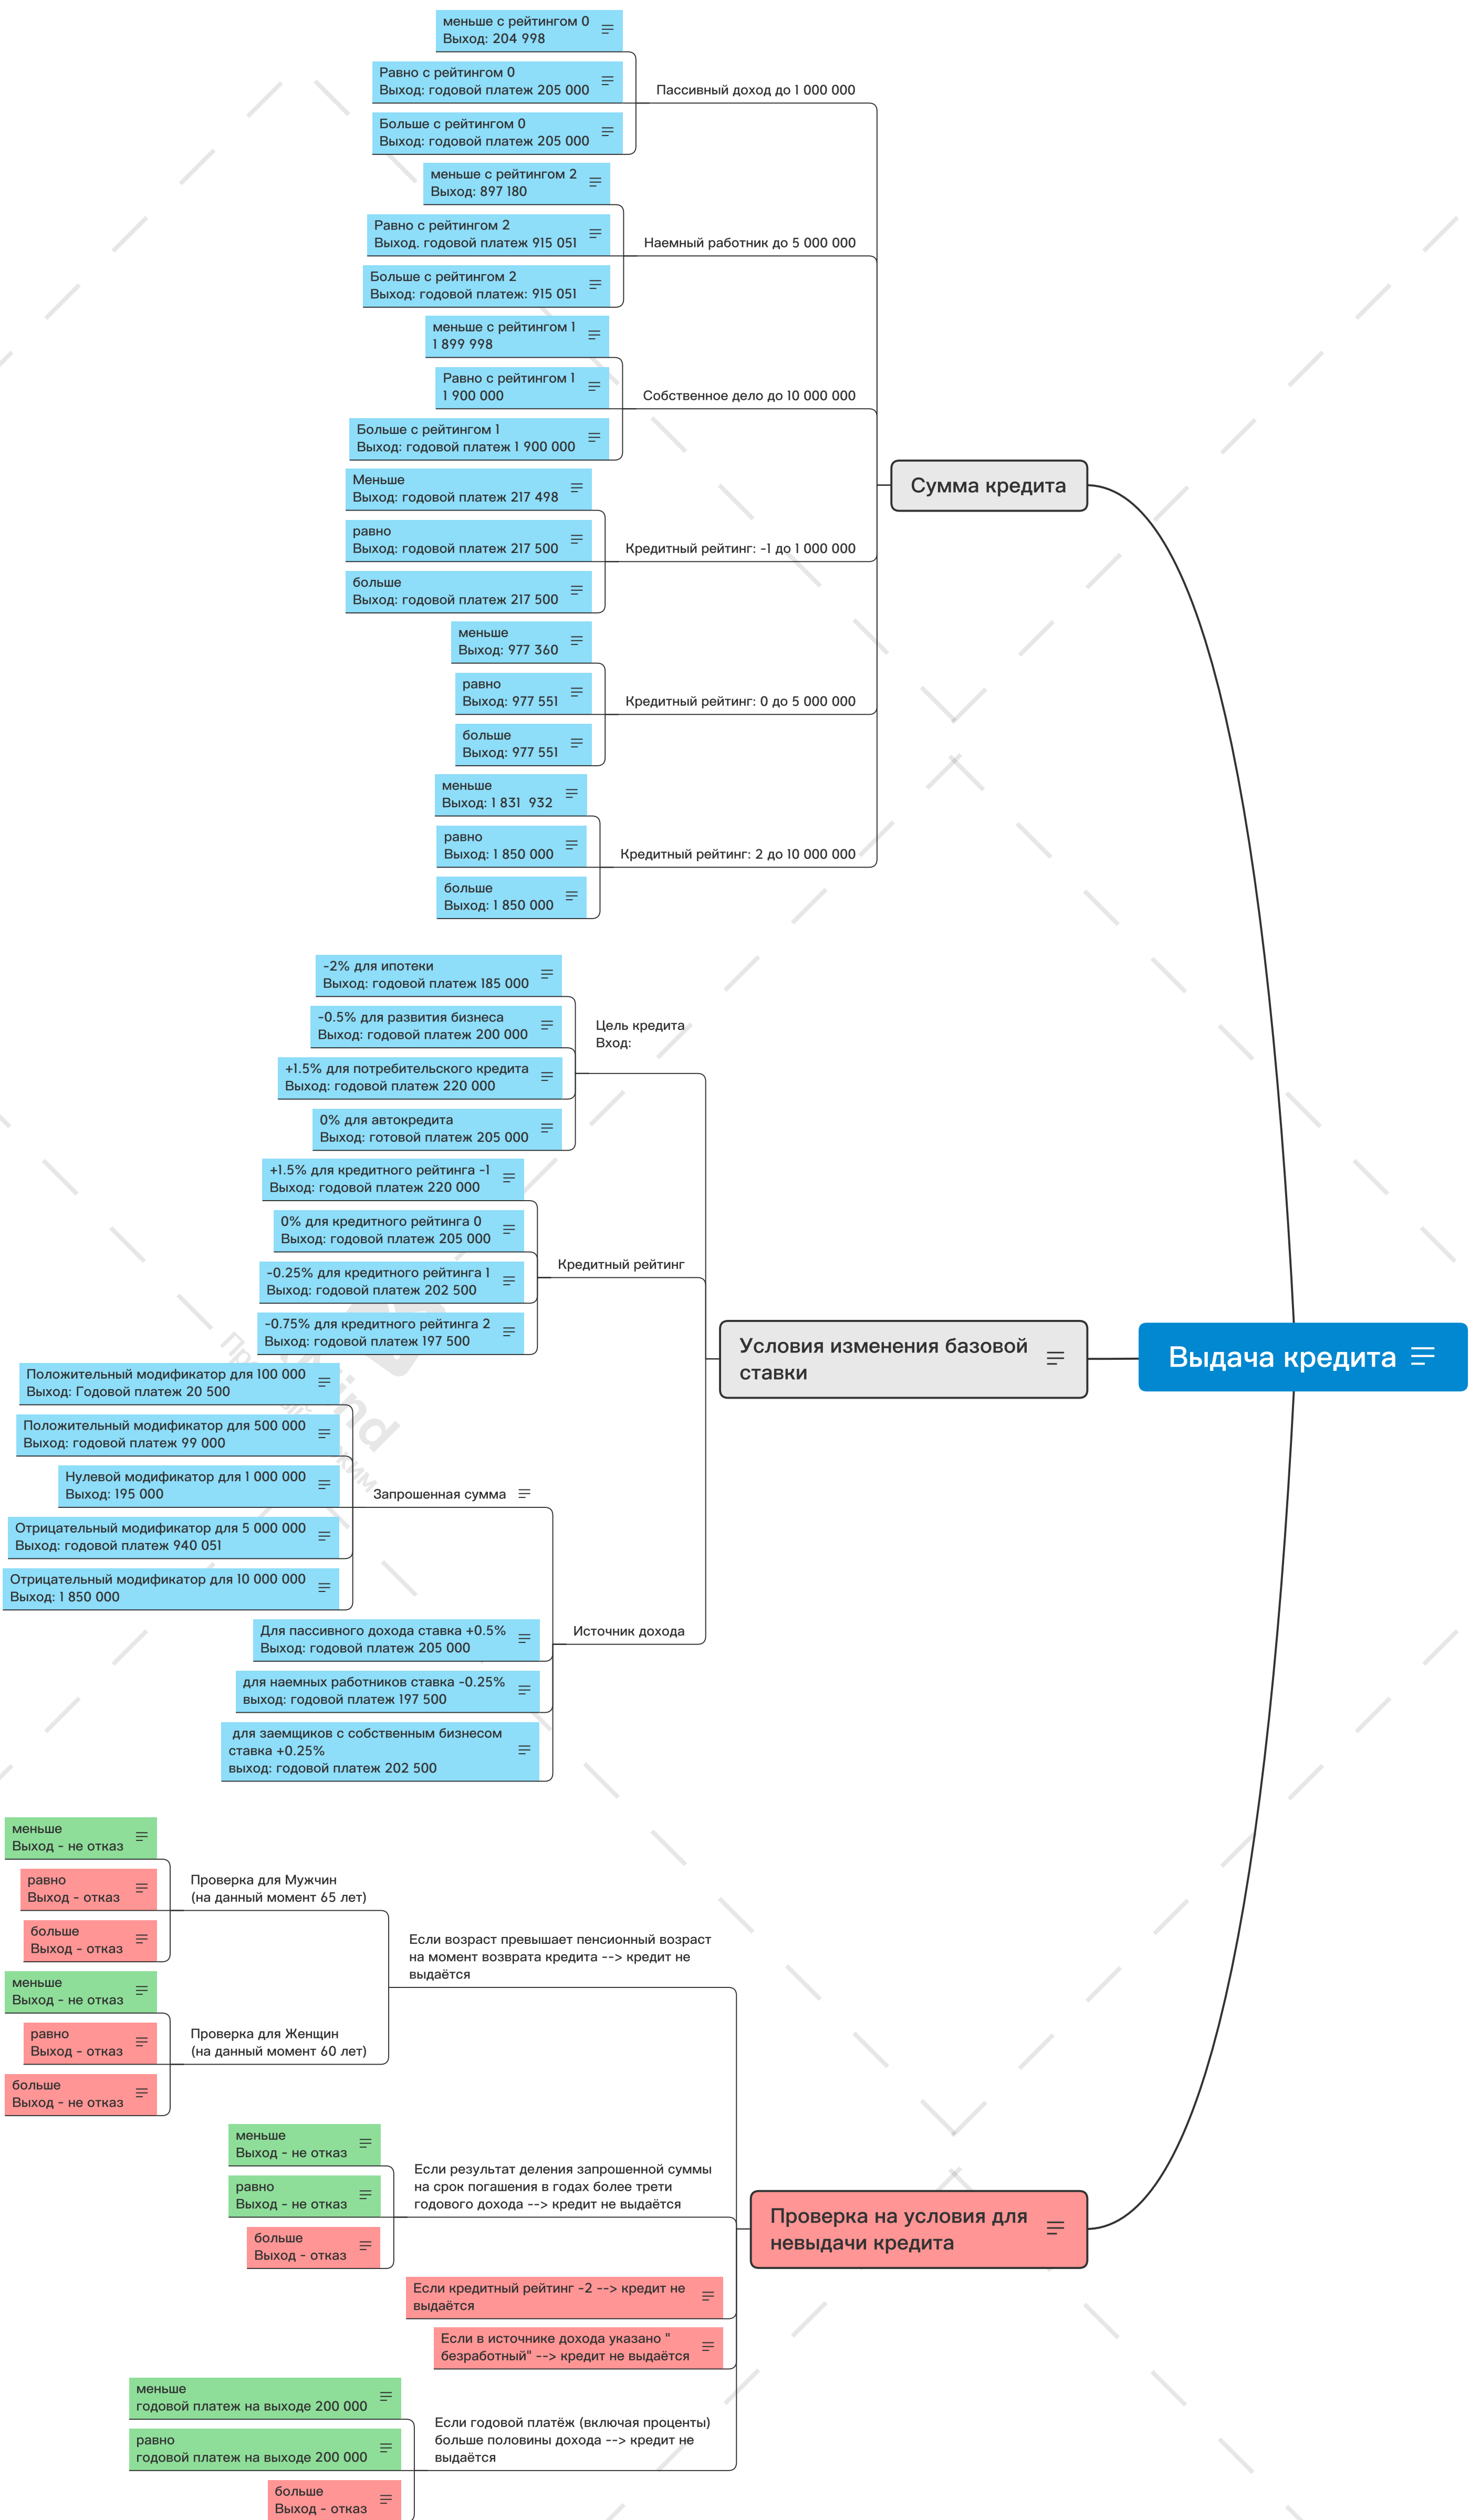 меньше с рейтингом 0
Выход: 204 998
Равно с рейтингом 0
Выход: годовой платеж 205 000
Больше с рейтингом 0
Выход: годовой платеж 205 000
Пассивный доход до 1 000 000
меньше с рейтингом 2
Выход: 897 180
Равно с рейтингом 2
Выход. годовой платеж 915 051
Больше с рейтингом 2
Выход: годовой платеж: 915 051
Наемный работник до 5 000 000
меньше с рейтингом 1
1 899 998
Равно с рейтингом 1
1 900 000
Больше с рейтингом 1
Выход: годовой платеж 1 900 000
Собственное дело до 10 000 000
Меньше
Выход: годовой платеж 217 498
равно
Выход: годовой платеж 217 500
больше
Выход: годовой платеж 217 500
Кредитный рейтинг: -1 до 1 000 000
меньше
Выход: 977 360
равно
Выход: 977 551
больше
Выход: 977 551
Кредитный рейтинг: 0 до 5 000 000
меньше
Выход: 1 831  932
равно
Выход: 1 850 000
больше
Выход: 1 850 000
Кредитный рейтинг: 2 до 10 000 000
Сумма кредита
-2% для ипотеки
Выход: годовой платеж 185 000
-0.5% для развития бизнеса
Выход: годовой платеж 200 000
+1.5% для потребительского кредита
Выход: годовой платеж 220 000
0% для автокредита
Выход: готовой платеж 205 000
Цель кредита
Вход:
+1.5% для кредитного рейтинга -1
Выход: годовой платеж 220 000
0% для кредитного рейтинга 0
Выход: годовой платеж 205 000
-0.25% для кредитного рейтинга 1
Выход: годовой платеж 202 500
-0.75% для кредитного рейтинга 2
Выход: годовой платеж 197 500
Кредитный рейтинг
Положительный модификатор для 100 000
Выход: Годовой платеж 20 500
Положительный модификатор для 500 000
Выход: годовой платеж 99 000
Нулевой модификатор для 1 000 000
Выход: 195 000
Отрицательный модификатор для 5 000 000
Выход: годовой платеж 940 051
Отрицательный модификатор для 10 000 000
Выход: 1 850 000
Запрошенная сумма
Для пассивного дохода ставка +0.5%
Выход: годовой платеж 205 000
для наемных работников ставка -0.25%
выход: годовой платеж 197 500
для заемщиков с собственным бизнесом
ставка +0.25%
выход: годовой платеж 202 500
Источник дохода
Условия изменения базовой
ставки
Выдача кредита
меньше
Выход - не отказ
равно
Выход - отказ
больше
Выход - отказ
Проверка для Мужчин
(на данный момент 65 лет)
меньше
Выход - не отказ
равно
Выход - отказ
больше
Выход - не отказ
Проверка для Женщин
(на данный момент 60 лет)
Если возраст превышает пенсионный возраст
на момент возврата кредита --> кредит не
выдаётся
меньше
Выход - не отказ
равно
Выход - не отказ
больше
Выход - отказ
Если результат деления запрошенной суммы
на срок погашения в годах более трети
годового дохода --> кредит не выдаётся
Если кредитный рейтинг -2 --> кредит не
выдаётся
Если в источнике дохода указано "
безработный" --> кредит не выдаётся
меньше
годовой платеж на выходе 200 000
равно
годовой платеж на выходе 200 000
больше
Выход - отказ
Если годовой платёж (включая проценты)
больше половины дохода --> кредит не
выдаётся
Проверка на условия для
невыдачи кредита